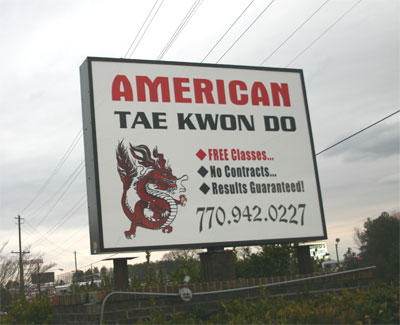 AMERICAN
TAE KWON DO
FREE Classes...
No Contracts...
Results Guaranteed!
770.942.0227